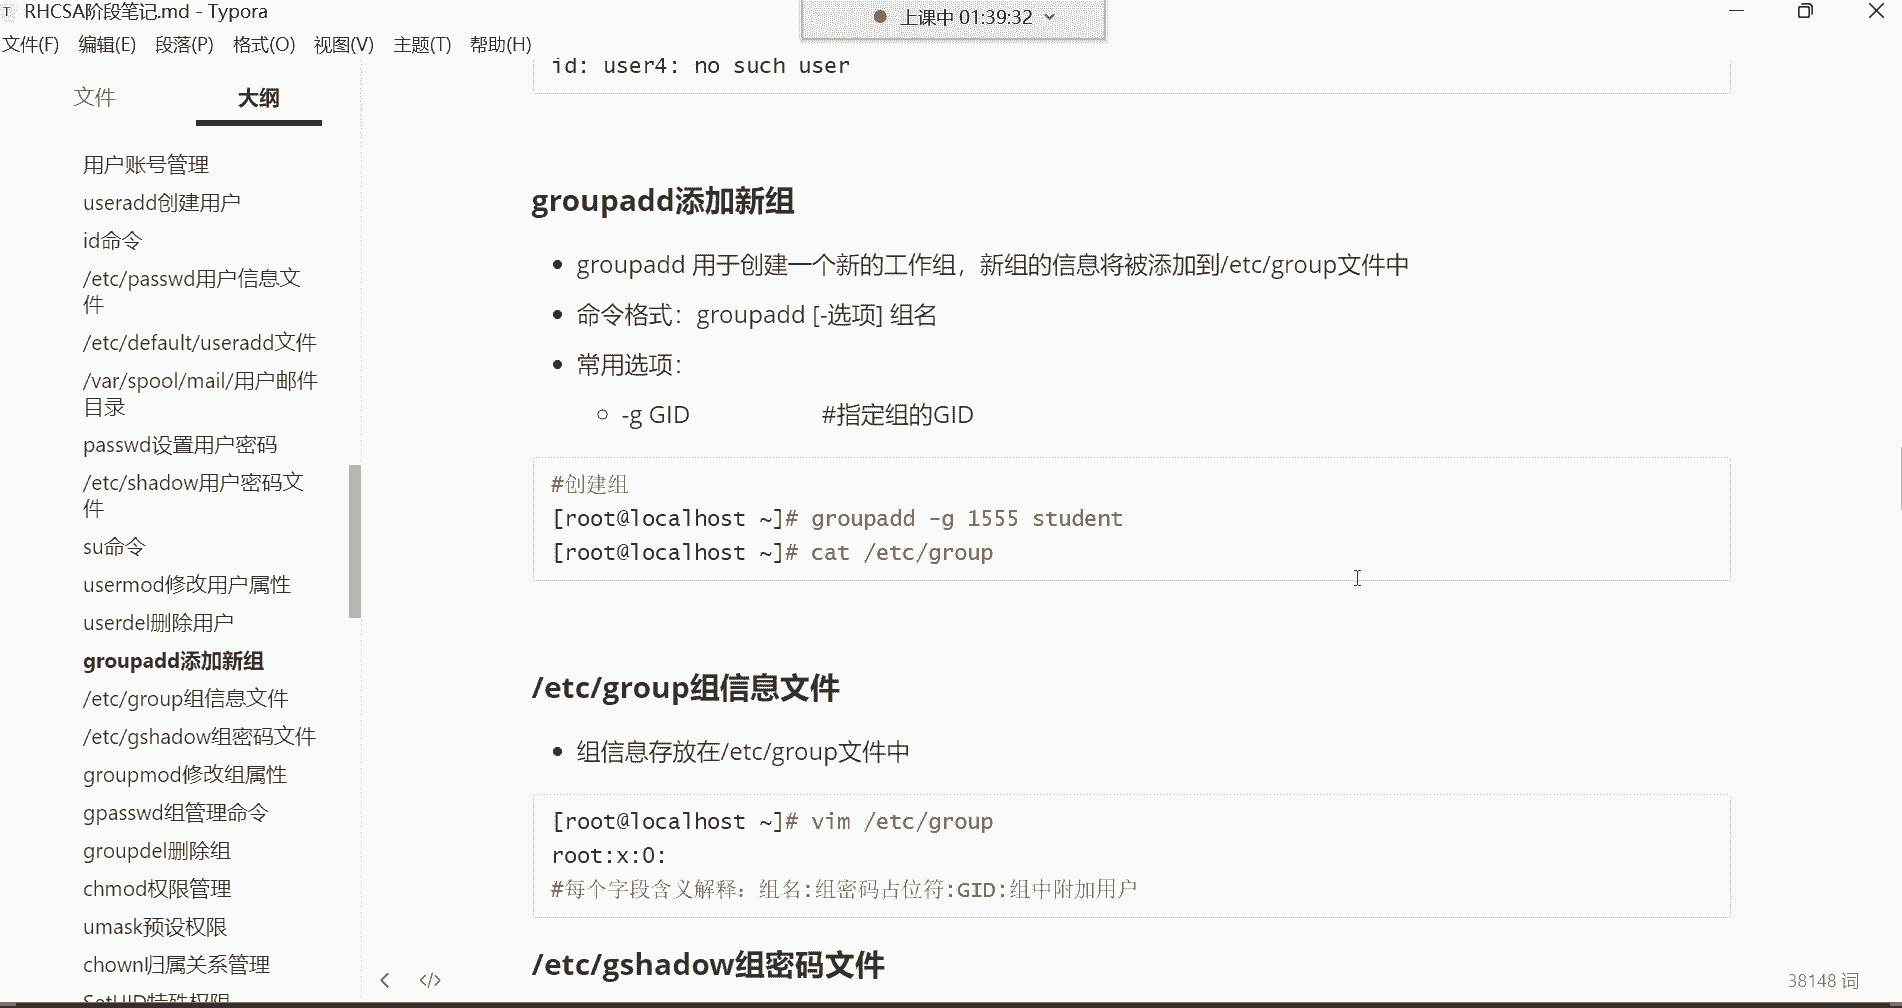 RHCSA阶段笔记.md - Typora
上课中 01:39:32
文件(F) 编辑(E) 段落(P) 格式(O) 视图(V) 主题(T) 帮助(H)
文件 大纲
用户账号管理
useradd创建用户
id命令
/etc/passwd用户信息文
件
/etc/default/useradd文件
/var/spool/mail/用户邮件
目录
passwd设置用户密码
/etc/shadow用户密码文
件
su命令
usermod修改用户属性
userdel删除用户
groupadd添加新组
/etc/group组信息文件
/etc/gshadow组密码文件
groupmod修改组属性
gpasswd组管理命令
groupdel删除组
chmod权限管理
umask预设权限
chown归属关系管理
SetUID特殊权限
id: user4: no such user
groupadd添加新组
• groupadd 用于创建一个新的工作组，新组的信息将被添加到/etc/group文件中
• 命令格式：groupadd [-选项] 组名
• 常用选项：
○ -g GID #指定组的GID
#创建组
[root@localhost ~]# groupadd -g 1555 student
[root@localhost ~]# cat /etc/group
/etc/group组信息文件
• 组信息存放在/etc/group文件中
[root@localhost ~]# vim /etc/group
root:x:0:
#每个字段含义解释：组名:组密码占位符:GID:组中附加用户
/etc/gshadow组密码文件
38148 词